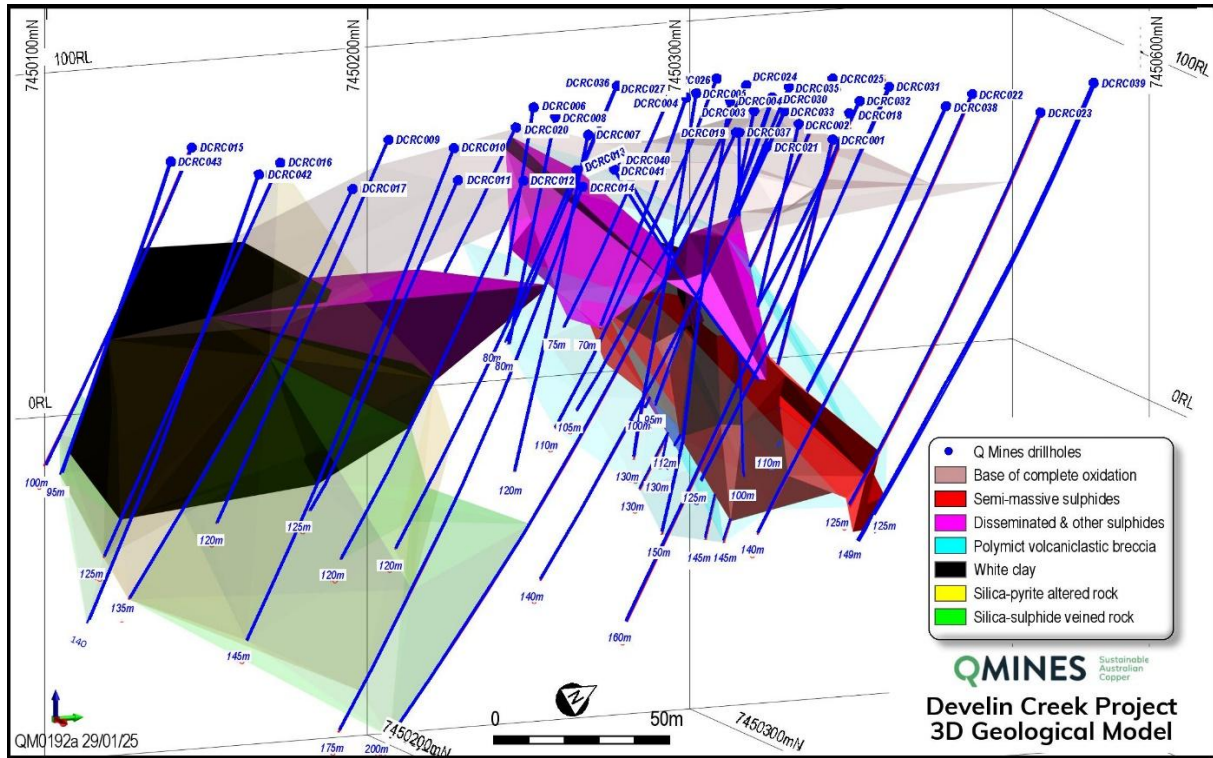 7450100mN
7450200mN
7450300mN
7450600mN
100RL
100RL
DCRC036
DCRC027
DCRC026
DCRC024
DCRC025
DCRC031
DCRC039
DCRC004
DCRC005
DCRC035
DCRC022
DCRC006
DCRC008
DCRC003
DCRC004
DCRC030
DCRC032
DCRC038
DCRC023
DCRC020
DCRC007
DCRC033
DCRC018
DCRC019
DCRC037
DCRC002
DCRC001
DCRC009
DCRC010
DCRC021
DCRC015
DCRC043
DCRC016
DCRC042
DCRC013
DCRC040
DCRC041
DCRC017
DCRC011
DCRC012
DCRC014
0RL
0RL
75m
70m
80m
80m
95m
105m
100m
110m
100m
95m
120m
130m
112m
110m
130m
125m
100m
130m
120m
125m
125m
125m
150m
145m
145m
140m
149m
125m
120m
120m
135m
140m
140
145m
160m
175m
200m
7450200mN
7450300mN
Q Mines drillholes
Base of complete oxidation
Semi-massive sulphides
Disseminated & other sulphides
Polymict volcaniclastic breccia
White clay
Silica-pyrite altered rock
Silica-sulphide veined rock
QMINES
Sustainable
Australian
Copper
Develin Creek Project
3D Geological Model
N
0
50m
QM0192a 29/01/25